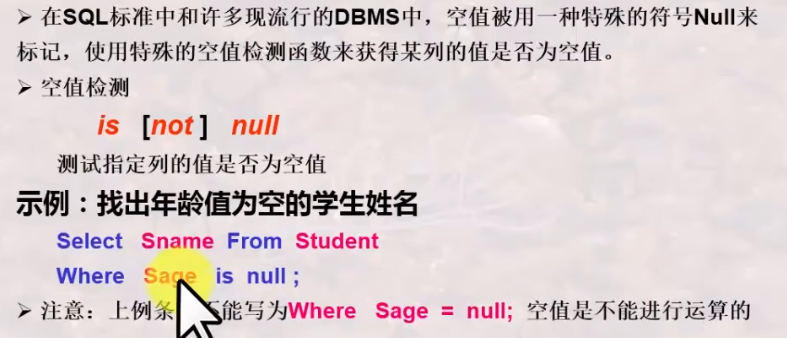 ➢ 在SQL标准中和许多现流行的DBMS中，空值被用一种特殊的符号Null来
标记，使用特殊的空值检测函数来获得某列的值是否为空值。
➢ 空值检测
is [not ] null
测试指定列的值是否为空值
示例：找出年龄值为空的学生姓名
Select Sname From Student
Where Sage is null ;
➢ 注意：上例条 不能写为Where Sage = null; 空值是不能进行运算的